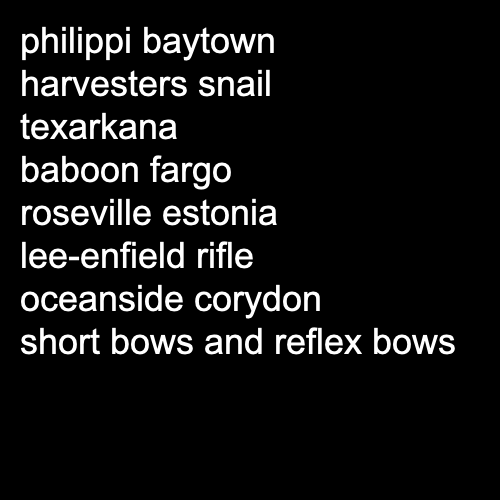 philippi baytown
harvesters snail
texarkana
baboon fargo
roseville estonia
lee-enfield rifle
oceanside corydon
short bows and reflex bows